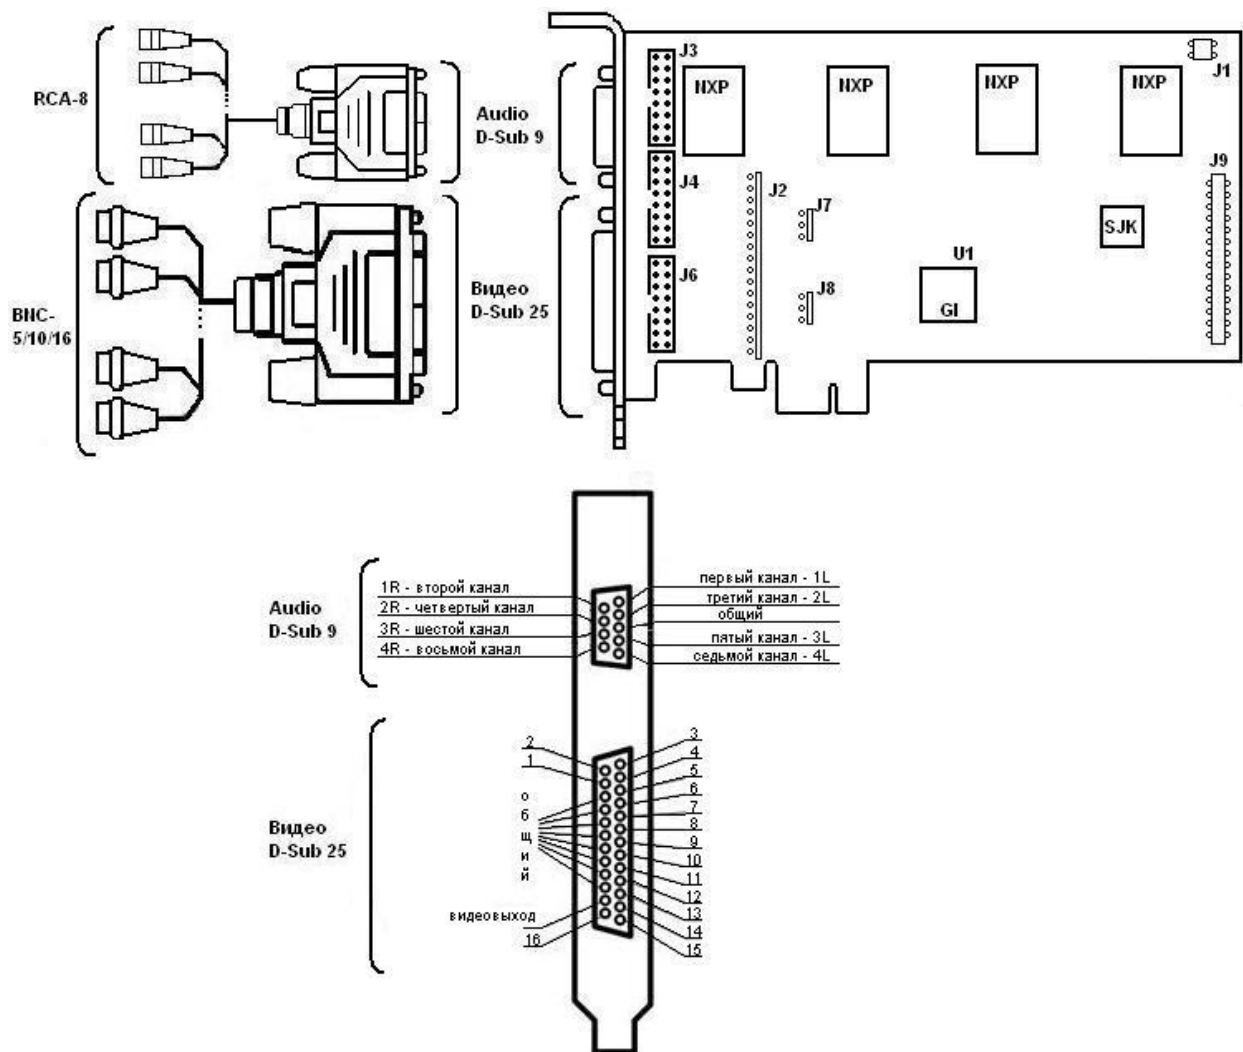 RCA-8
Audio
D-Sub 9
BNC-
5/10/16
Видео
D-Sub 25
J3
NXP
NXP
NXP
NXP
J1
J4
J2
J7
J9
SJK
J6
J8
U1
GI
Audio
D-Sub 9
1R - второй канал
2R - четвертый канал
3R - шестой канал
4R - восьмой канал
первый канал - 1L
третий канал - 2L
общий
пятый канал - 3L
седьмой канал - 4L
Видео
D-Sub 25
2
1
о
б
щ
и
й
видеовыход
16
3
4
5
6
7
8
9
10
11
12
13
14
15